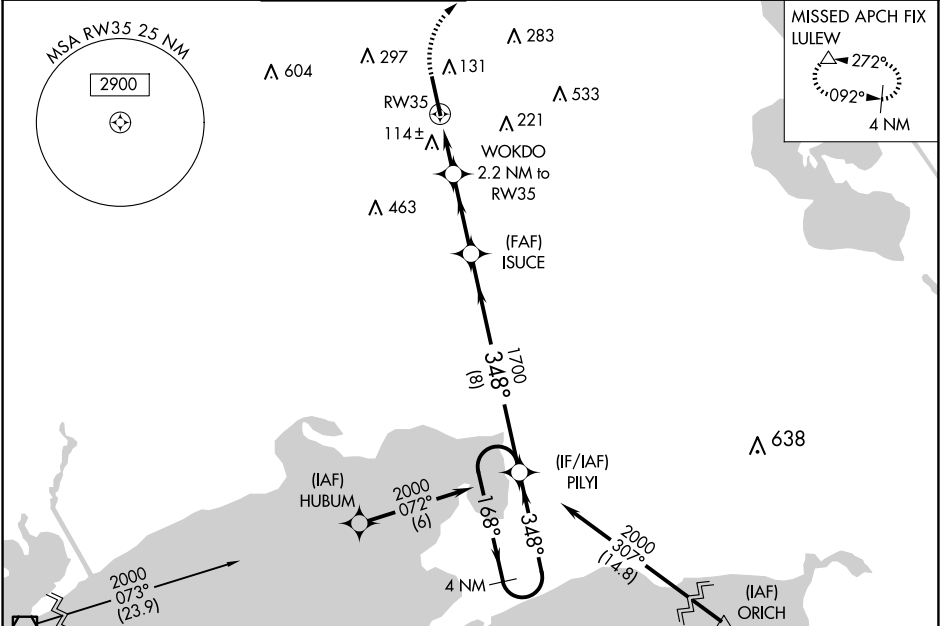 MSA RW35 25 NM
2900
604
297
283
131
533
RW35
221
114±
WOKDO
2.2 NM to
RW35
463
(FAF)
ISUCE
MISSED APCH FIX
LULEW
272°
092°
4 NM
1700
348°
(8)
638
(IAF)
HUBUM
2000
072°
(6)
(IF/IAF)
PILYI
168°
348°
4 NM
2000
307°
(14.8)
(IAF)
ORICH
2000
073°
(23.9)